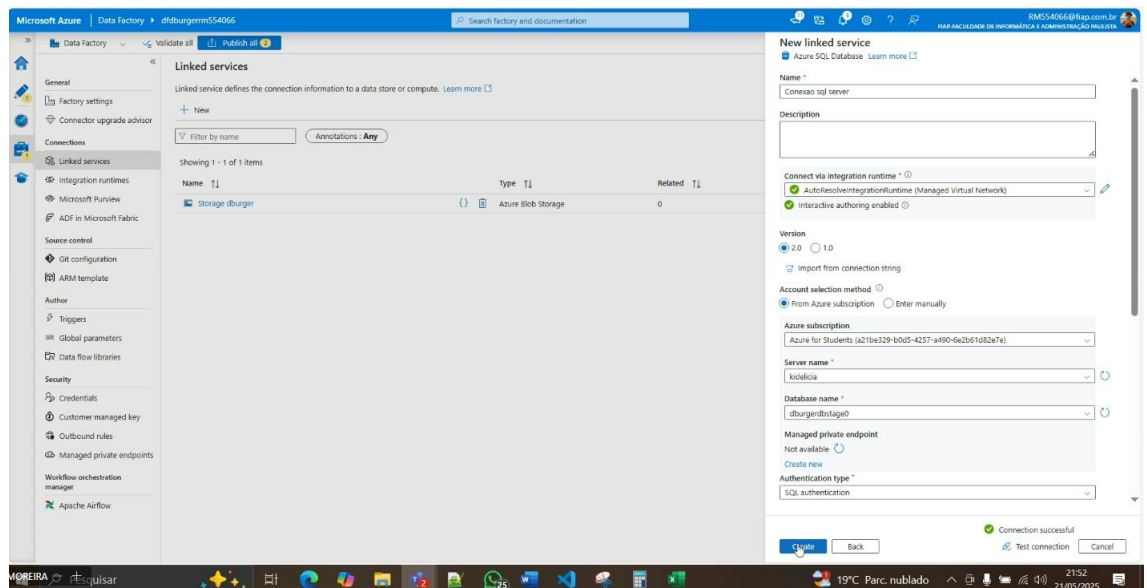 Microsoft Azure | Data Factory ▸ dfdburgerrm554066
Search factory and documentation
RM554066@fiap.com.br
FIAP-FACULDADE DE INFORMÁTICA E ADMINISTRAÇÃO PAULISTA
Data Factory
Validate all
Publish all 2
General
Factory settings
Connector upgrade advisor
Connections
Linked services
Integration runtimes
Microsoft Purview
ADF in Microsoft Fabric
Source control
Git configuration
ARM template
Author
Triggers
Global parameters
Data flow libraries
Security
Credentials
Customer managed key
Outbound rules
Managed private endpoints
Workflow orchestration
manager
Apache Airflow
Linked services
Linked service defines the connection information to a data store or compute. Learn more
New
Filter by name
Annotations : Any
Showing 1 - 1 of 1 items
Name Type Related
Storage dburger {} Azure Blob Storage 0
New linked service
Azure SQL Database Learn more
Name *
Conexao sql server
Description
Connect via integration runtime *
AutoResolveIntegrationRuntime (Managed Virtual Network)
Interactive authoring enabled
Version
2.0 1.0
Import from connection string
Account selection method
From Azure subscription Enter manually
Azure subscription
Azure for Students (a21be329-b0d5-4257-a490-6e2b61d82e7e)
Server name *
kidelicia
Database name *
dburgerdbstage0
Managed private endpoint
Not available
Create new
Authentication type *
SQL authentication
Connection successful
Create Back Test connection Cancel
MOREIRA
25
19°C Parc. nublado
21:52
21/05/2025